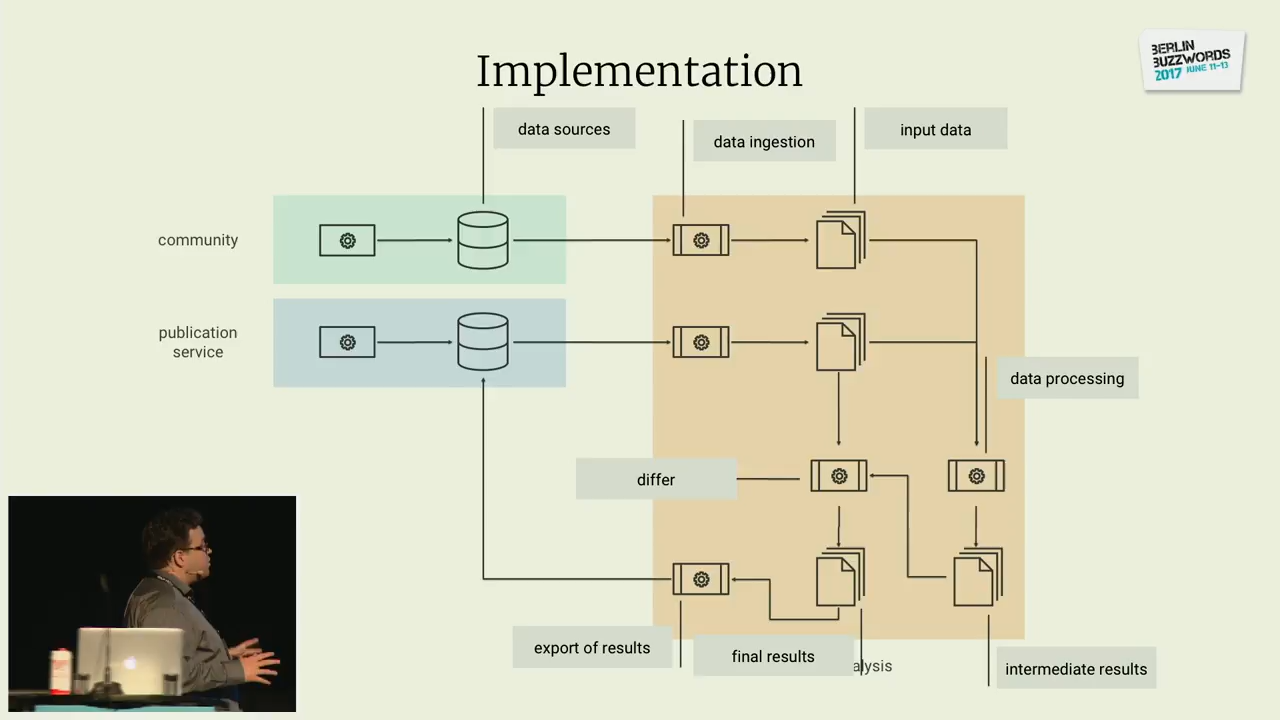 Implementation
BERLIN
BUZZWORDS
2017 JUNE 11-13
data sources
data ingestion
input data
community
publication
service
data processing
differ
export of results
final results
alysis
intermediate results